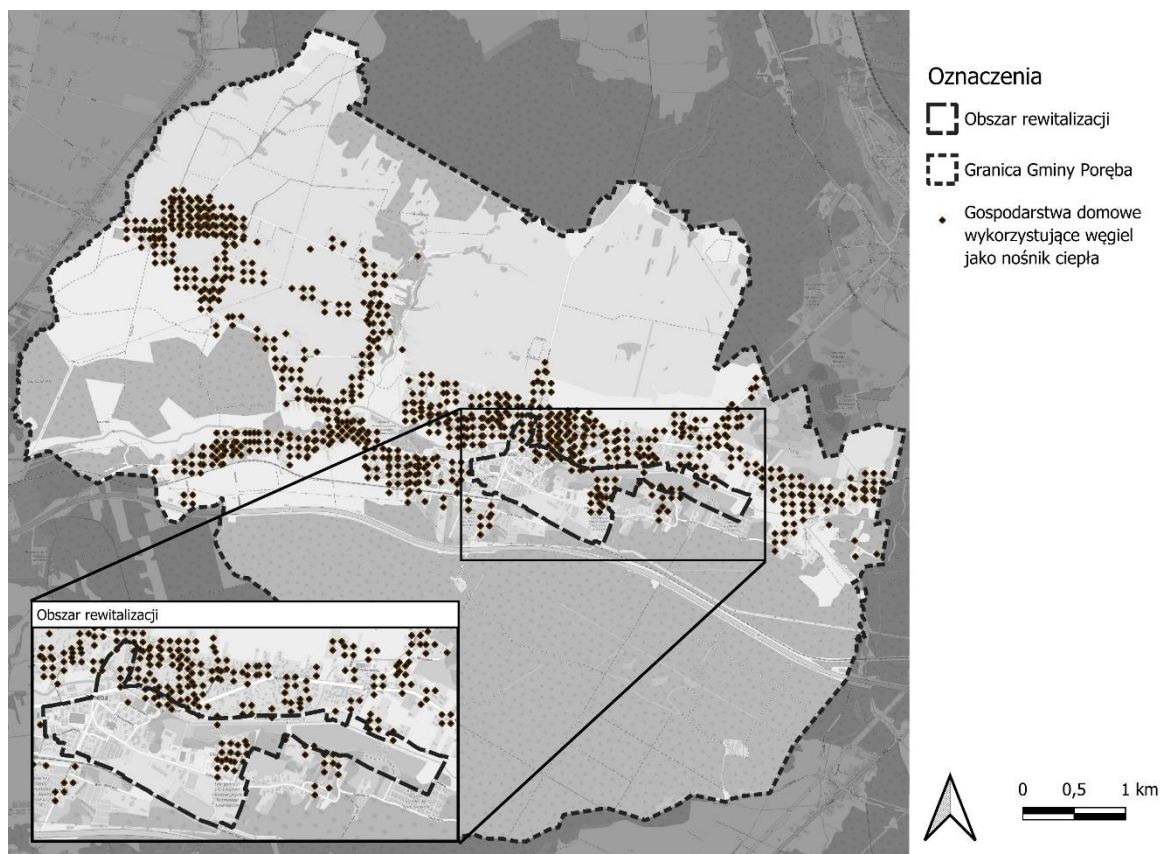 Oznaczenia
Obszar rewitalizacji
Granica Gminy Poręba
Gospodarstwa domowe
wykorzystujące węgiel
jako nośnik ciepła
Obszar rewitalizacji
0 0,5 1 km